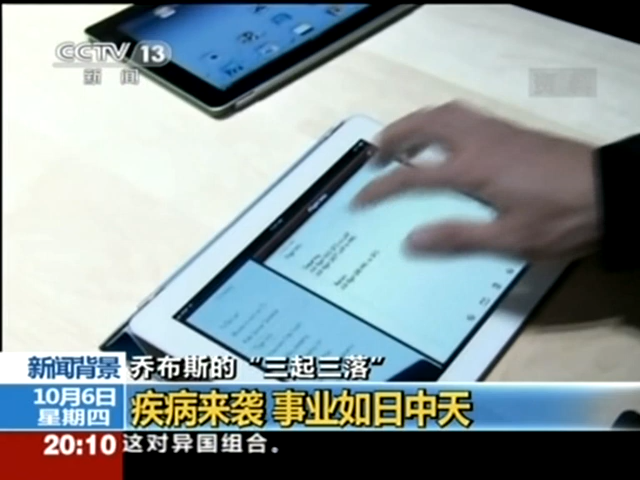 CCTV 13
新闻
新闻背景
乔布斯的“三起三落”
10月6日
星期四
疾病来袭 事业如日中天
20:10
这对异国组合。